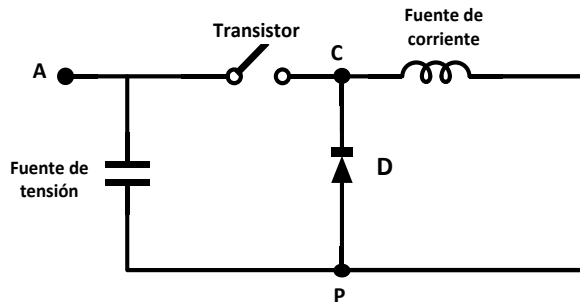 Transistor
Fuente de
corriente
A
C
Fuente de
tensión
D
P